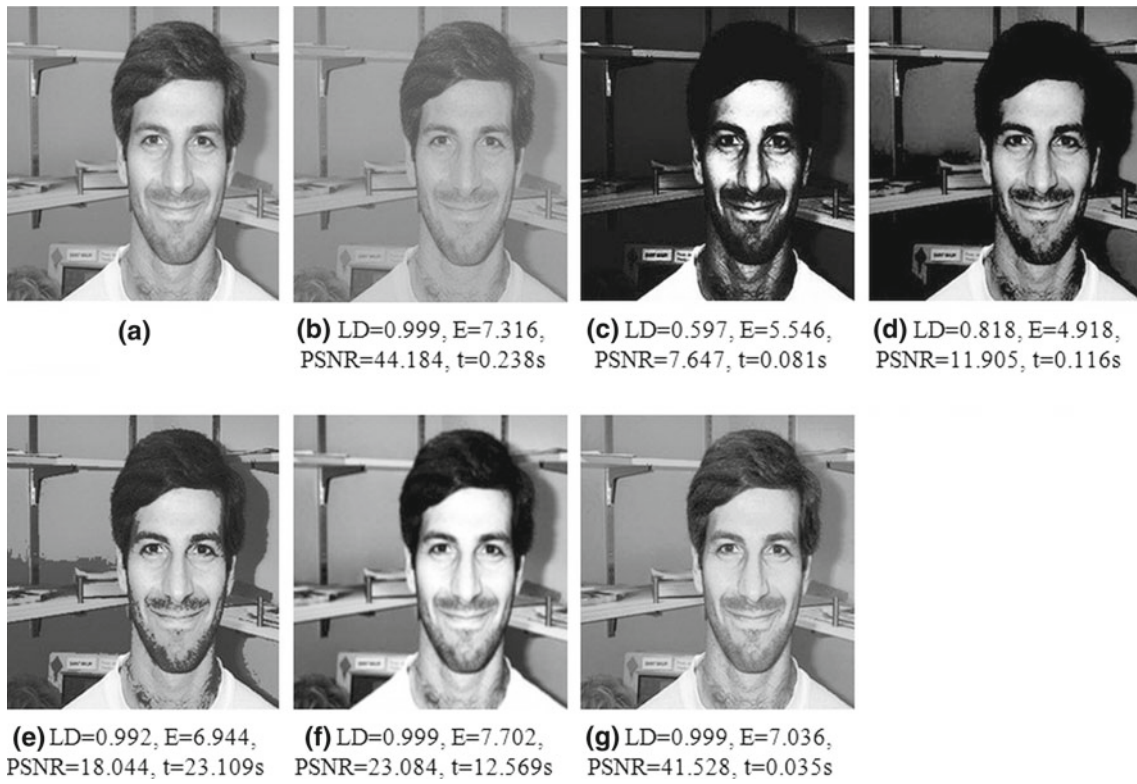 (a)
(b) LD=0.999, E=7.316,
PSNR=44.184, t=0.238s
(c) LD=0.597, E=5.546,
PSNR=7.647, t=0.081s
(d) LD=0.818, E=4.918,
PSNR=11.905, t=0.116s
(e) LD=0.992, E=6.944,
PSNR=18.044, t=23.109s
(f) LD=0.999, E=7.702,
PSNR=23.084, t=12.569s
(g) LD=0.999, E=7.036,
PSNR=41.528, t=0.035s